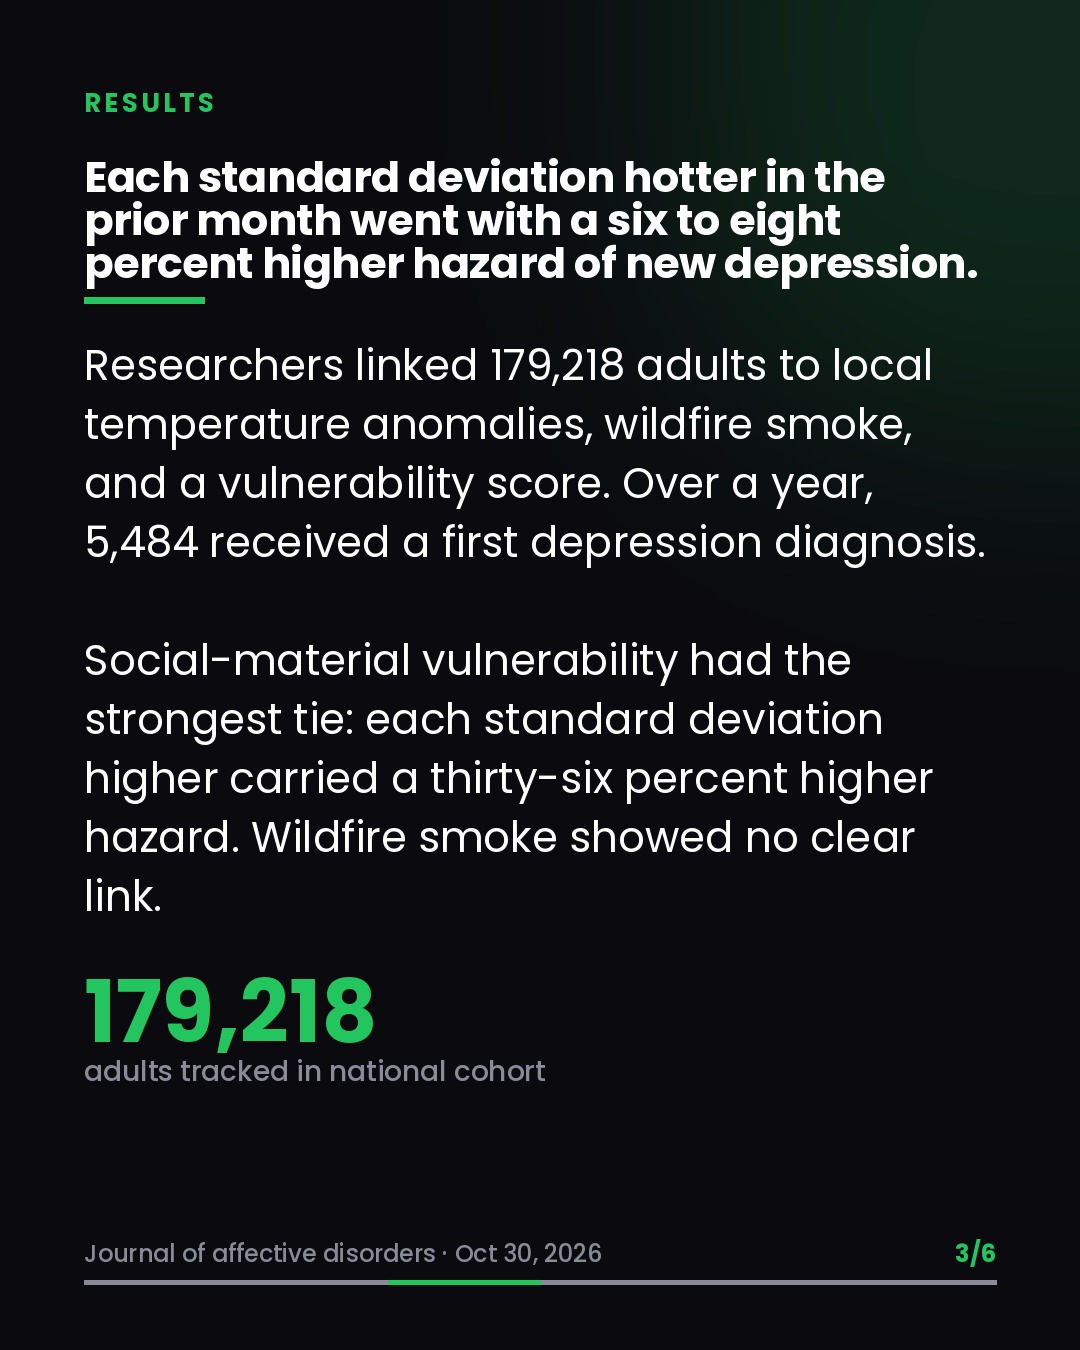 RESULTS
Each standard deviation hotter in the
prior month went with a six to eight
percent higher hazard of new depression.
Researchers linked 179,218 adults to local
temperature anomalies, wildfire smoke,
and a vulnerability score. Over a year,
5,484 received a first depression diagnosis.
Social-material vulnerability had the
strongest tie: each standard deviation
higher carried a thirty-six percent higher
hazard. Wildfire smoke showed no clear
link.
179,218
adults tracked in national cohort
Journal of affective disorders · Oct 30, 2026
3/6